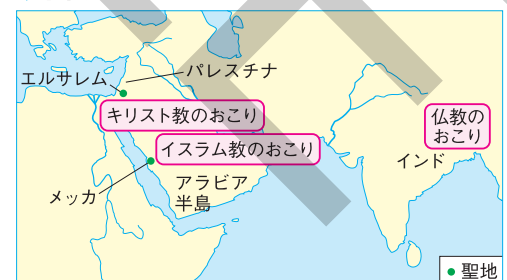 エルサレム
パレスチナ
キリスト教のおこり
イスラム教のおこり
仏教の
おこり
インド
メッカ
アラビア
半島
聖地